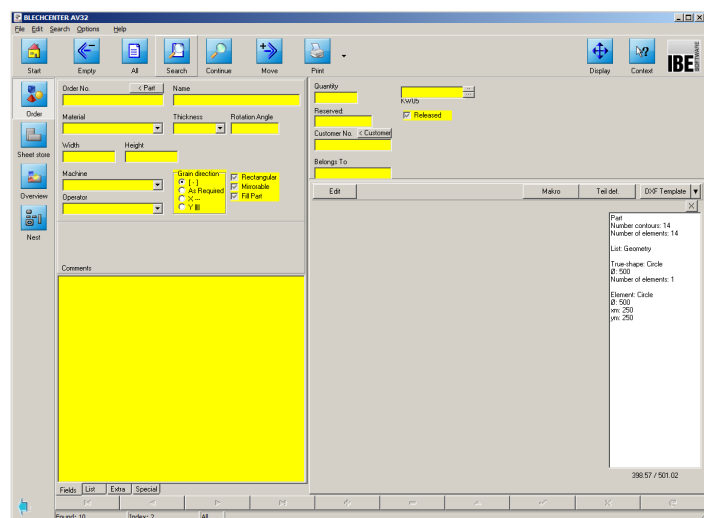 BLECHCENTER AV32
File Edit Search Options Help
Start Empty All Search Continue Move Print Display Context IBE SOFTWARE
Order
Sheet store
Overview
Nest
Order No. < Part Name
Material Thickness Rotation Angle
Width Height
Machine
Operator
Grain direction:
[ - ]
As Required
X ---
Y ||||
Rectangular
Mirrorable
Fill Part
Comments
Quantity
KW05
Reserved:
Released
Customer No. < Customer
Belongs To
Edit Makro Teil def. DXF Template
Part
Number contours: 14
Number of elements: 14
List: Geometry
True-shape: Circle
Ø: 500
Number of elements: 1
Element: Circle
Ø: 500
xm: 250
ym: 250
398.57 / 501.02
Fields List Extra Special
Found: 10 Index: 2 All